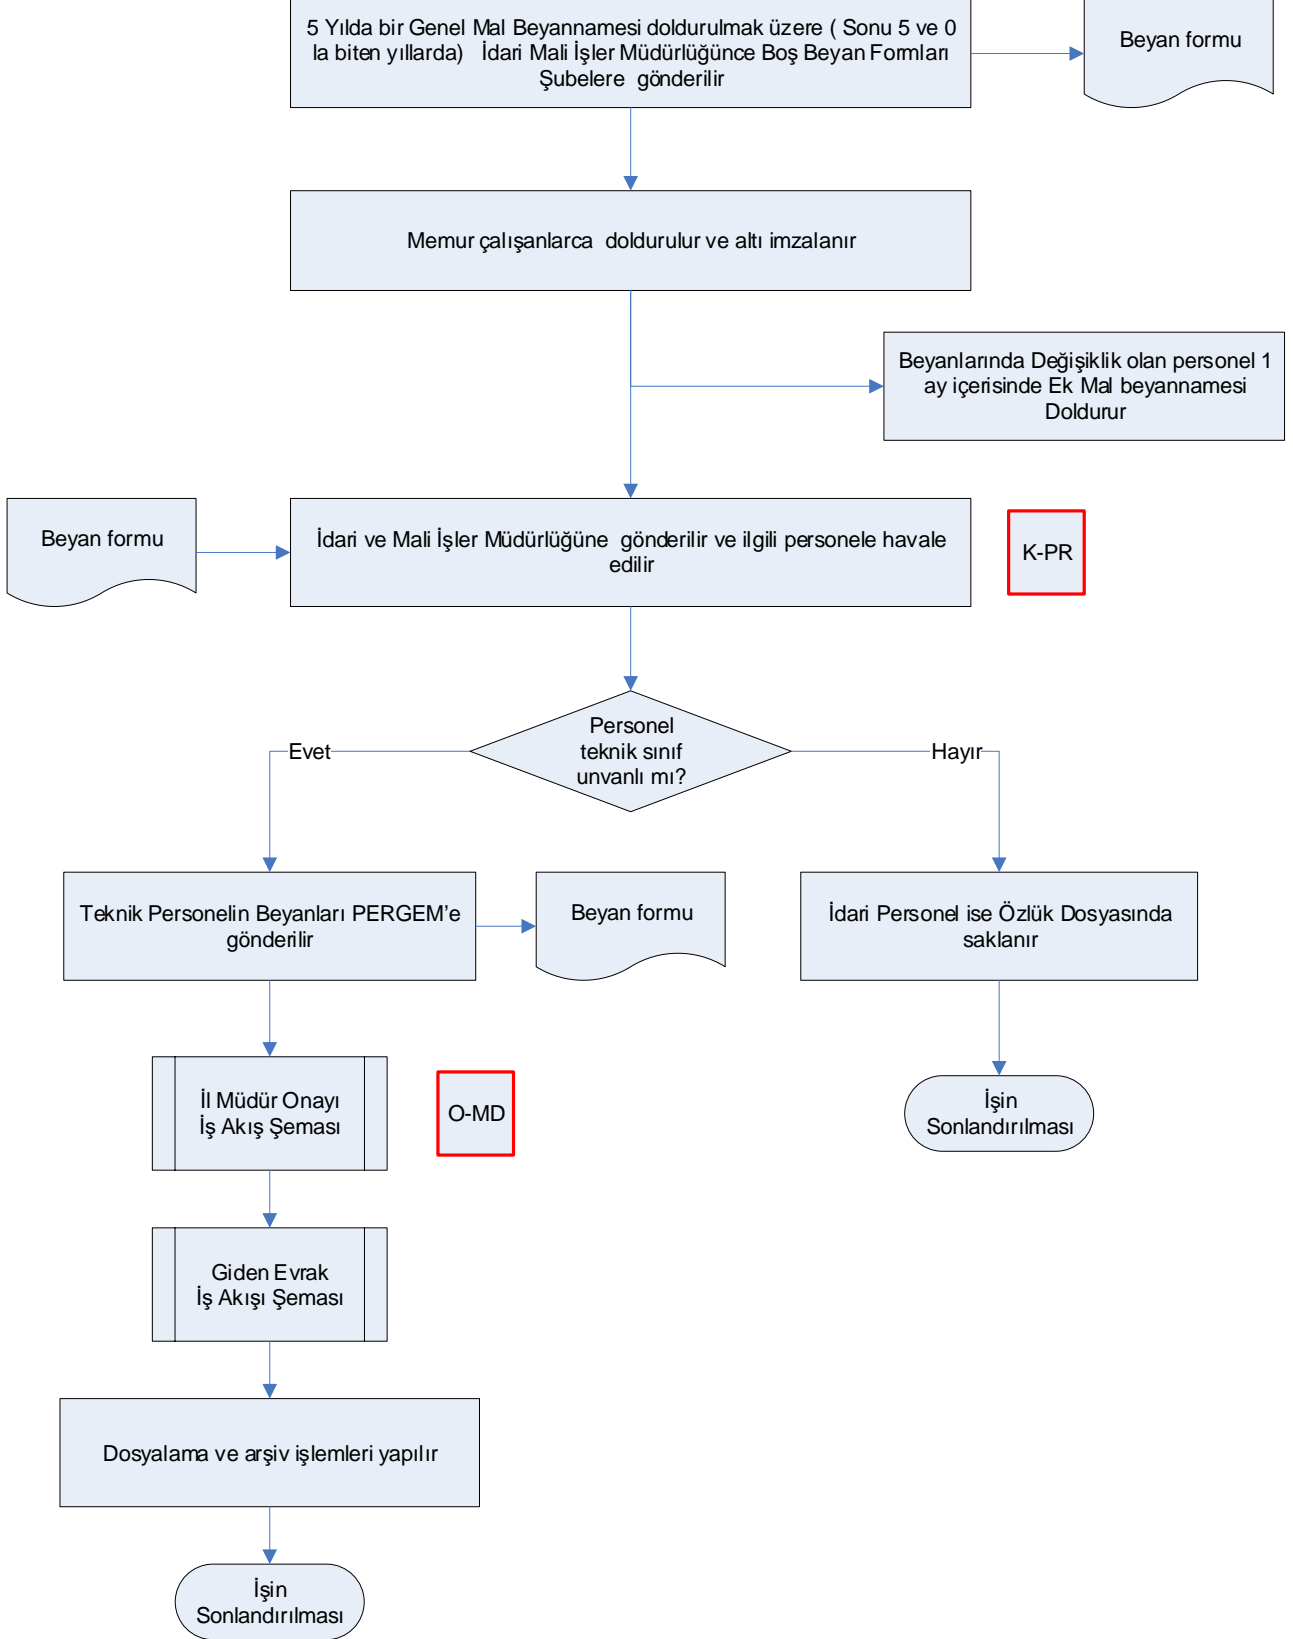 5 Yılda bir Genel Mal Beyannamesi doldurulmak üzere ( Sonu 5 ve 0
la biten yıllarda) İdari Mali İşler Müdürlüğünce Boş Beyan Formları
Şubelere gönderilir
Beyan formu
Memur çalışanlarca doldurulur ve altı imzalanır
Beyanlarında Değişiklik olan personel 1
ay içerisinde Ek Mal beyannamesi
Doldurur
Beyan formu
İdari ve Mali İşler Müdürlüğüne gönderilir ve ilgili personele havale
edilir
K-PR
Personel
teknik sınıf
unvanlı mı?
Evet
Hayır
Teknik Personelin Beyanları PERGEM’e
gönderilir
Beyan formu
İdari Personel ise Özlük Dosyasında
saklanır
İl Müdür Onayı
İş Akış Şeması
O-MD
İşin
Sonlandırılması
Giden Evrak
İş Akışı Şeması
Dosyalama ve arşiv işlemleri yapılır
İşin
Sonlandırılması